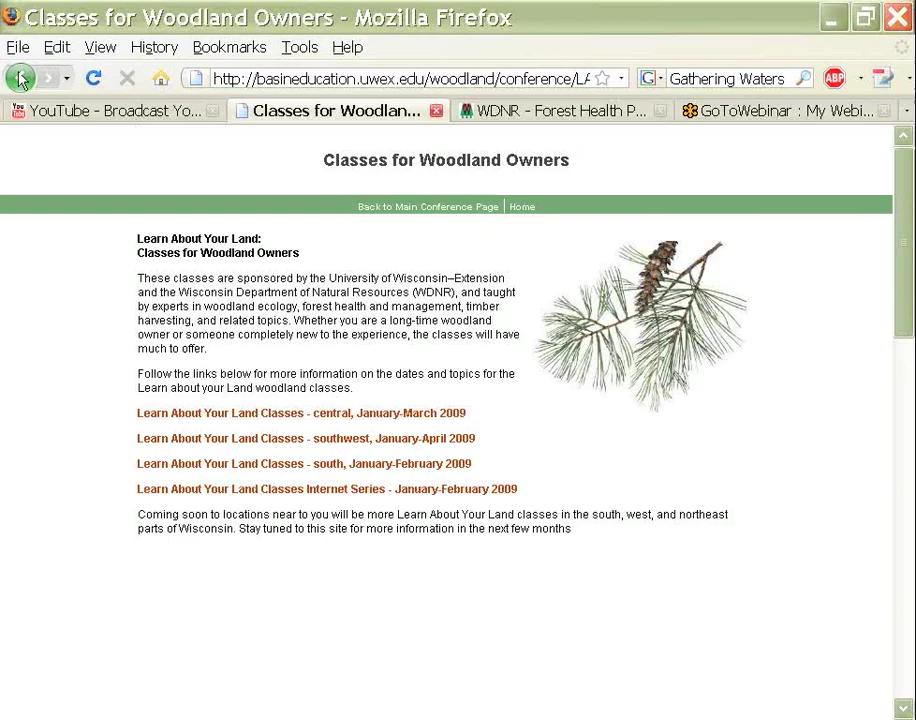 Classes for Woodland Owners - Mozilla Firefox
File Edit View History Bookmarks Tools Help
http://basineducation.uwex.edu/woodland/conference/LA
G
Gathering Waters
ABP
YouTube - Broadcast Yo...
Classes for Woodlan...
WDNR - Forest Health P...
GoToWebinar : My Webi...
Classes for Woodland Owners
Back to Main Conference Page | Home
Learn About Your Land:
Classes for Woodland Owners
These classes are sponsored by the University of Wisconsin–Extension
and the Wisconsin Department of Natural Resources (WDNR), and taught
by experts in woodland ecology, forest health and management, timber
harvesting, and related topics. Whether you are a long-time woodland
owner or someone completely new to the experience, the classes will have
much to offer.
Follow the links below for more information on the dates and topics for the
Learn about your Land woodland classes.
Learn About Your Land Classes - central, January-March 2009
Learn About Your Land Classes - southwest, January-April 2009
Learn About Your Land Classes - south, January-February 2009
Learn About Your Land Classes Internet Series - January-February 2009
Coming soon to locations near to you will be more Learn About Your Land classes in the south, west, and northeast
parts of Wisconsin. Stay tuned to this site for more information in the next few months